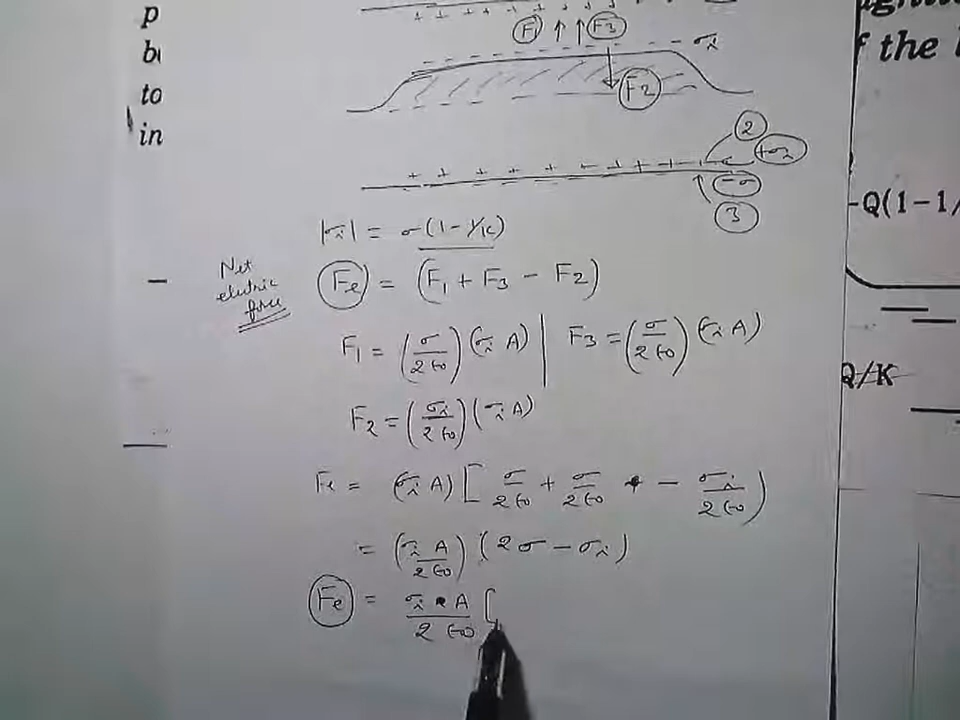 p
be
to
in
F1 ↑ ↑ F3
σi
F2
f the
2
+σi
-σ
3
-Q(1-1/
|σi| = σ(1-1/K)
Net electric force
Fe = (F1 + F3 - F2)
F1 = (σ/2ε0)(σi A) | F3 = (σ/2ε0)(σi A)
Q/K
F2 = (σi/2ε0)(σi A)
Fe = (σi A)[σ/2ε0 + σ/2ε0 - σi/2ε0)
= (σi A/2ε0)(2σ - σi)
Fe = σi A/2ε0 [